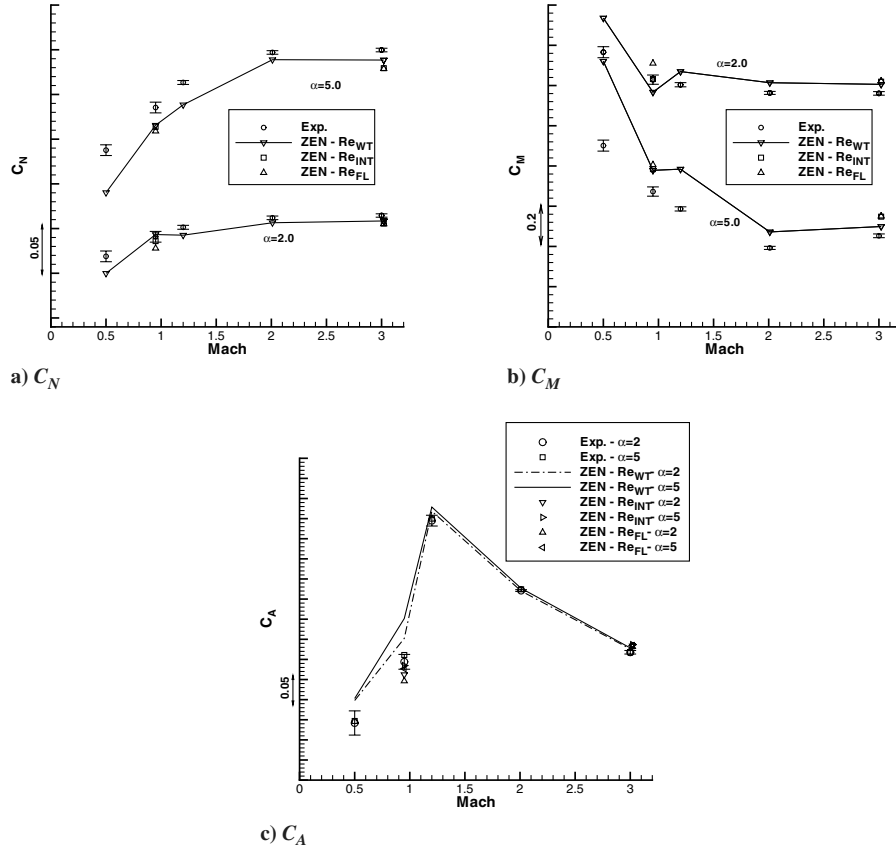 C_N
0.05
α=5.0
Exp.
ZEN - Re_WT
ZEN - Re_INT
ZEN - Re_FL
α=2.0
0 0.5 1 1.5 2 2.5 3
Mach
a) C_N
C_M
0.2
α=2.0
Exp.
ZEN - Re_WT
ZEN - Re_INT
ZEN - Re_FL
α=5.0
0 0.5 1 1.5 2 2.5 3
Mach
b) C_M
C_A
0.05
Exp. - α=2
Exp. - α=5
ZEN - Re_WT - α=2
ZEN - Re_WT - α=5
ZEN - Re_INT - α=2
ZEN - Re_INT - α=5
ZEN - Re_FL - α=2
ZEN - Re_FL - α=5
0 0.5 1 1.5 2 2.5 3
Mach
c) C_A